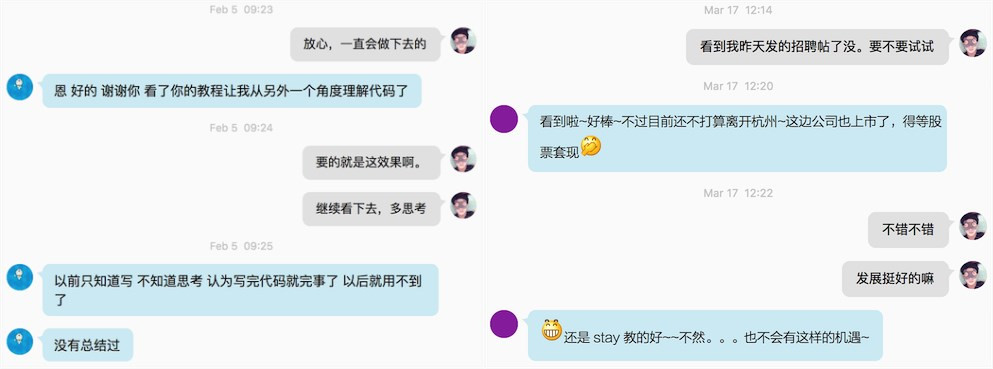 Feb 5 09:23
放心，一直会做下去的
恩 好的 谢谢你 看了你的教程让我从另外一个角度理解代码了
Feb 5 09:24
要的就是这效果啊。
继续看下去，多思考
Feb 5 09:25
以前只知道写 不知道思考 认为写完代码就完事了 以后就用不到
了
没有总结过
Mar 17 12:14
看到我昨天发的招聘帖了没。要不要试试
Mar 17 12:20
看到啦~好棒~不过目前还不打算离开杭州~这边公司也上市了，得等股
票套现
Mar 17 12:22
不错不错
发展挺好的嘛
还是 stay 教的好~~不然。。。也不会有这样的机遇~